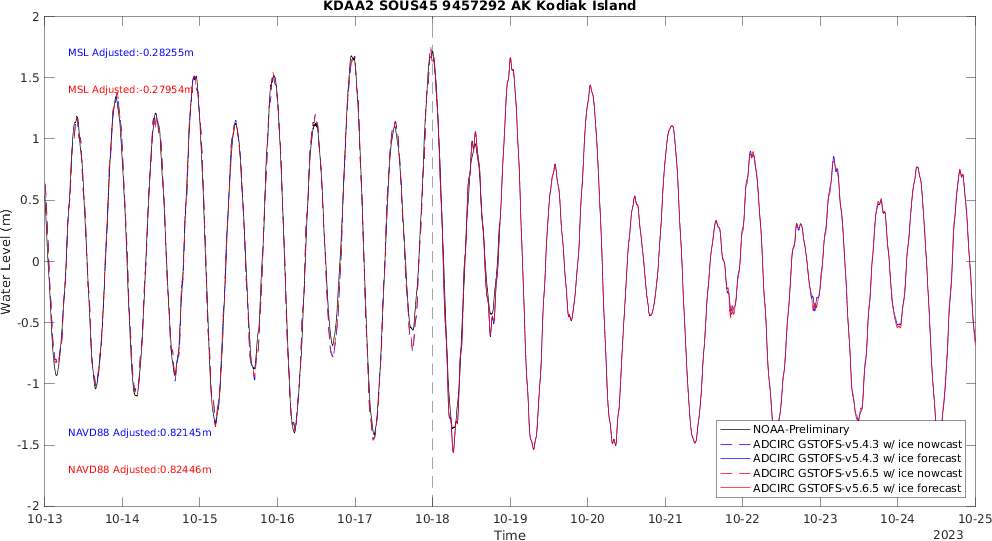 KDAA2 SOUS45 9457292 AK Kodiak Island
2
1.5
1
0.5
0
-0.5
-1
-1.5
-2
Water Level (m)
MSL Adjusted:-0.28255m
MSL Adjusted:-0.27954m
NAVD88 Adjusted:0.82145m
NAVD88 Adjusted:0.82446m
NOAA-Preliminary
ADCIRC GSTOFS-v5.4.3 w/ ice nowcast
ADCIRC GSTOFS-v5.4.3 w/ ice forecast
ADCIRC GSTOFS-v5.6.5 w/ ice nowcast
ADCIRC GSTOFS-v5.6.5 w/ ice forecast
10-13 10-14 10-15 10-16 10-17 10-18 10-19 10-20 10-21 10-22 10-23 10-24 10-25
Time
2023